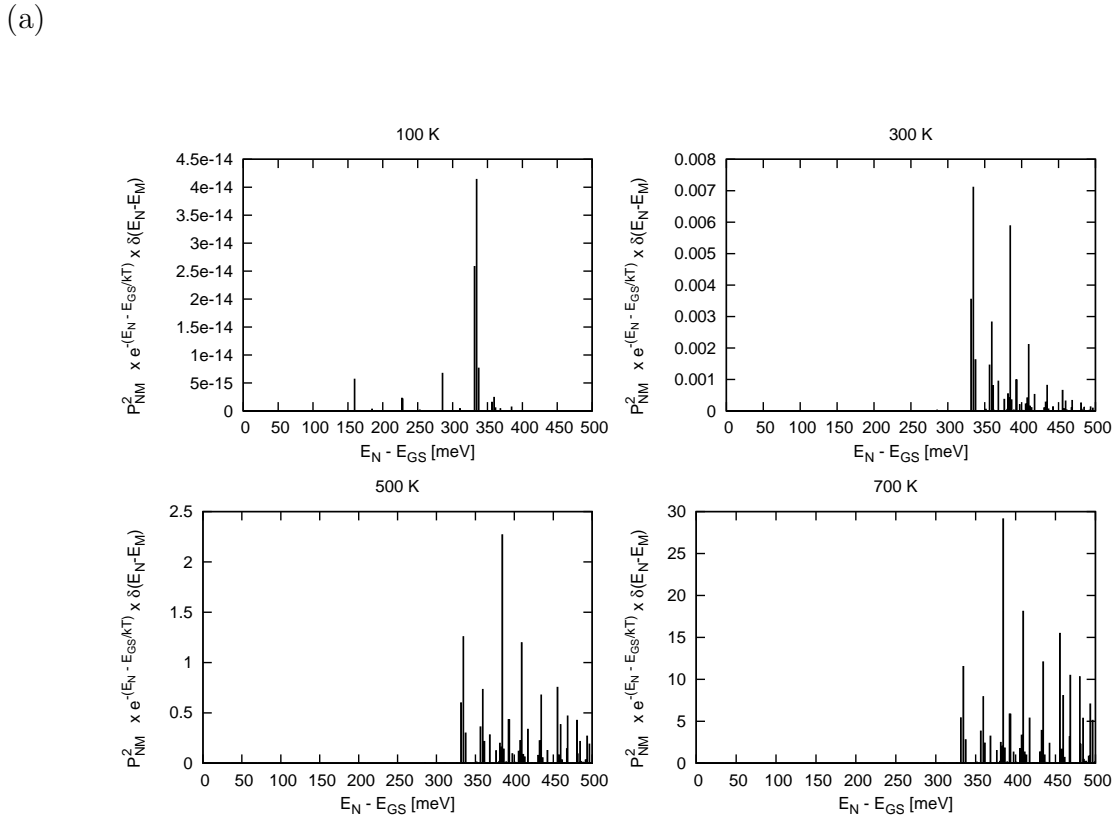 (a)
100 K
4.5e-14
4e-14
3.5e-14
3e-14
2.5e-14
2e-14
1.5e-14
1e-14
5e-15
0
0 50 100 150 200 250 300 350 400 450 500
P²NM x e-(EN - EGS/kT) x δ(EN-EM)
EN - EGS [meV]
300 K
0.008
0.007
0.006
0.005
0.004
0.003
0.002
0.001
0
0 50 100 150 200 250 300 350 400 450 500
P²NM x e-(EN - EGS/kT) x δ(EN-EM)
EN - EGS [meV]
500 K
2.5
2
1.5
1
0.5
0
0 50 100 150 200 250 300 350 400 450 500
P²NM x e-(EN - EGS/kT) x δ(EN-EM)
EN - EGS [meV]
700 K
30
25
20
15
10
5
0
0 50 100 150 200 250 300 350 400 450 500
P²NM x e-(EN - EGS/kT) x δ(EN-EM)
EN - EGS [meV]